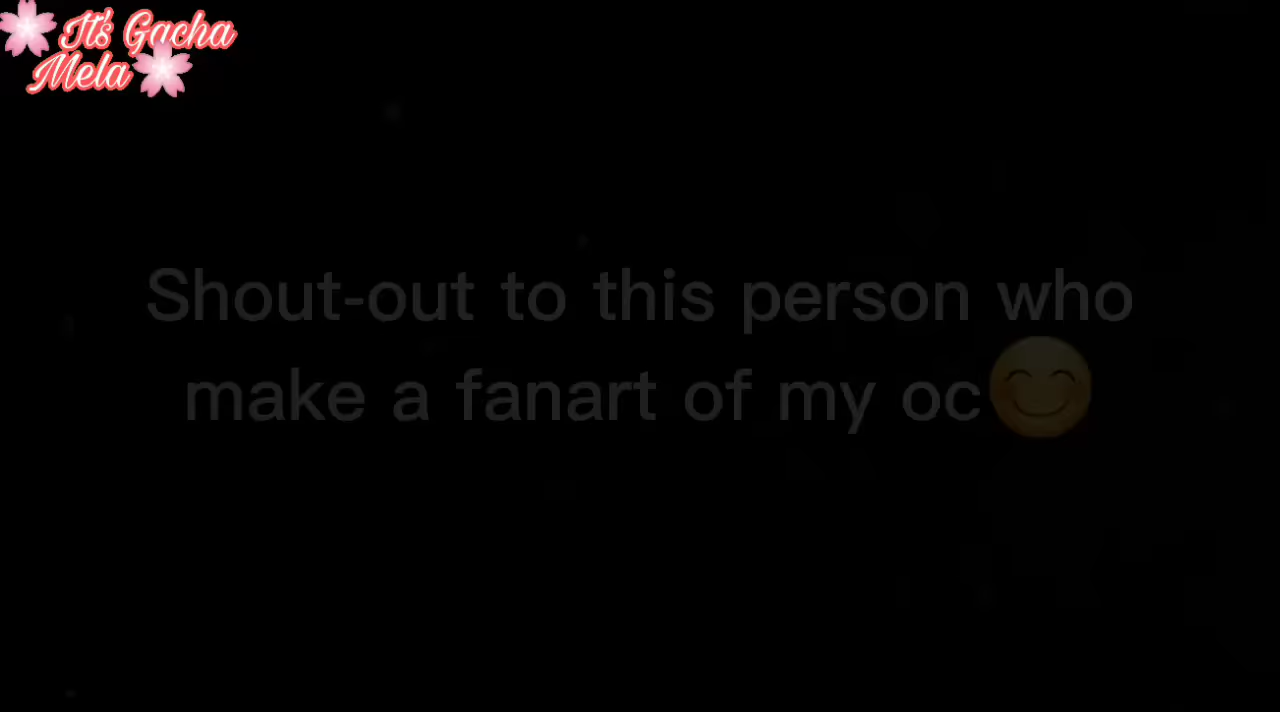 🌸It's Gacha
Mela🌸
Shout-out to this person who
make a fanart of my oc😊